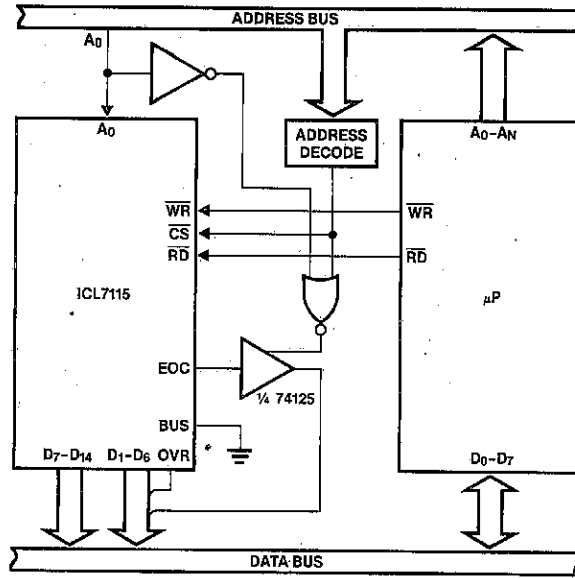 ADDRESS BUS
A0
A0
ADDRESS
DECODE
A0–AN
WR
WR
CS
RD
RD
ICL7115
μP
EOC
¼ 74125
BUS
D7–D14
D1–D6
OVR
D0–D7
DATA BUS